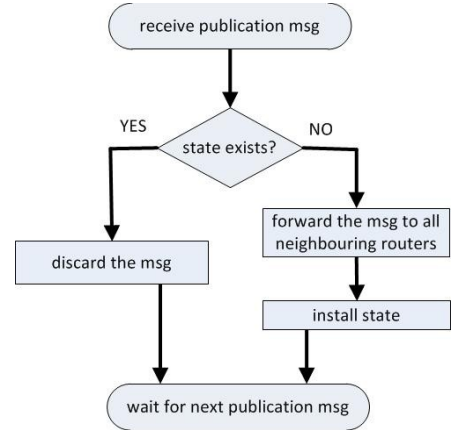 receive publication msg
YES
state exists?
NO
forward the msg to all
neighbouring routers
discard the msg
install state
wait for next publication msg